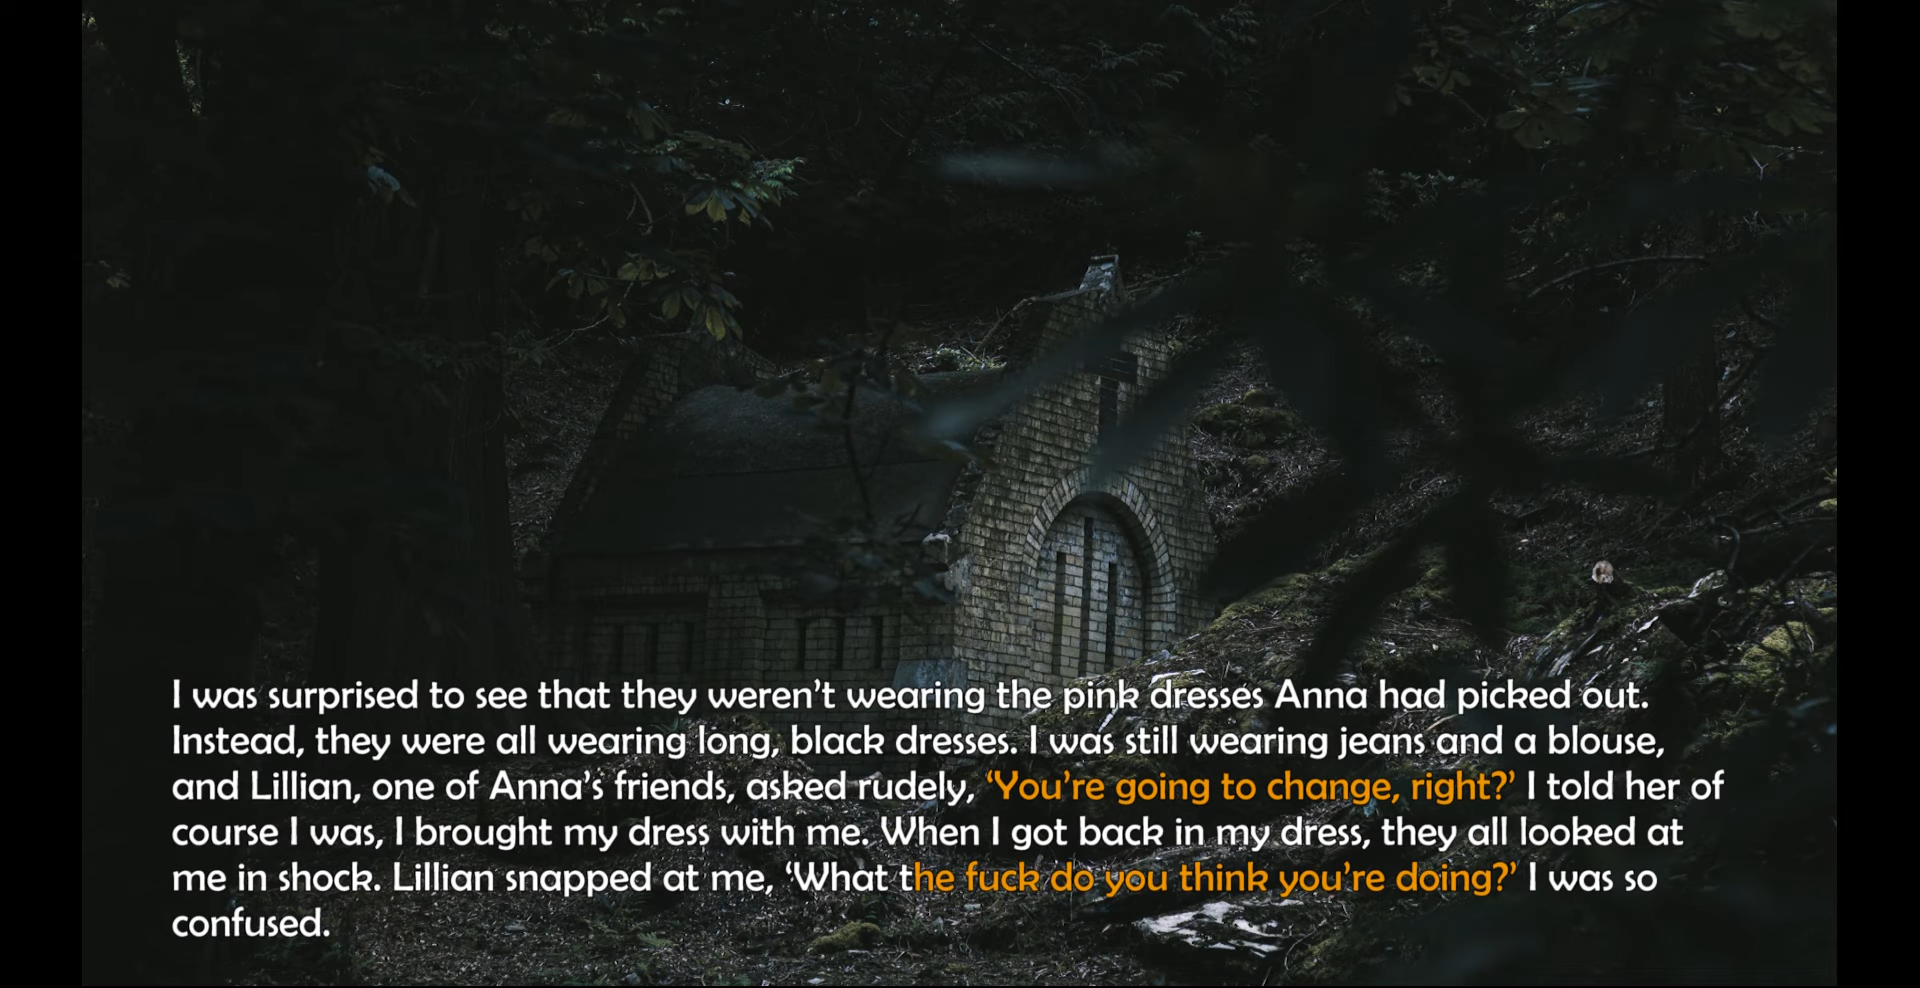 I was surprised to see that they weren’t wearing the pink dresses Anna had picked out.
Instead, they were all wearing long, black dresses. I was still wearing jeans and a blouse,
and Lillian, one of Anna’s friends, asked rudely, ‘You’re going to change, right?’ I told her of
course I was, I brought my dress with me. When I got back in my dress, they all looked at
me in shock. Lillian snapped at me, ‘What the fuck do you think you’re doing?’ I was so
confused.